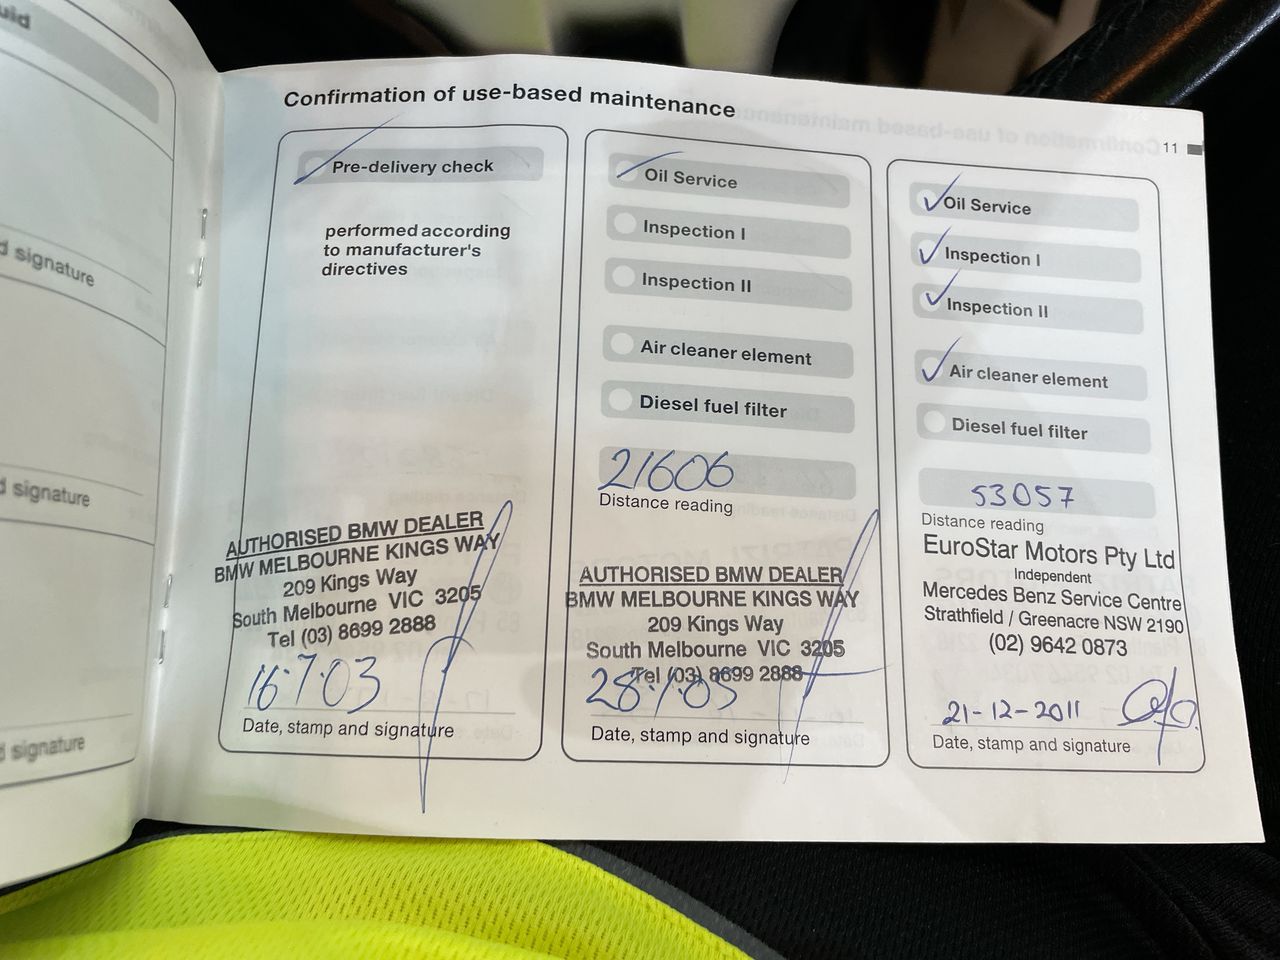 uid
d signature
d signature
d signature
Confirmation of use-based maintenance
11
Pre-delivery check
performed according
to manufacturer's
directives
AUTHORISED BMW DEALER
BMW MELBOURNE KINGS WAY
209 Kings Way
South Melbourne VIC 3205
Tel (03) 8699 2888
16·7·03
Date, stamp and signature
Oil Service
Inspection I
Inspection II
Air cleaner element
Diesel fuel filter
21606
Distance reading
AUTHORISED BMW DEALER
BMW MELBOURNE KINGS WAY
209 Kings Way
South Melbourne VIC 3205
Tel (03) 8699 2888
Date, stamp and signature
Oil Service
Inspection I
Inspection II
Air cleaner element
Diesel fuel filter
53057
Distance reading
EuroStar Motors Pty Ltd
Independent
Mercedes Benz Service Centre
Strathfield / Greenacre NSW 2190
(02) 9642 0873
21-12-2011
Date, stamp and signature